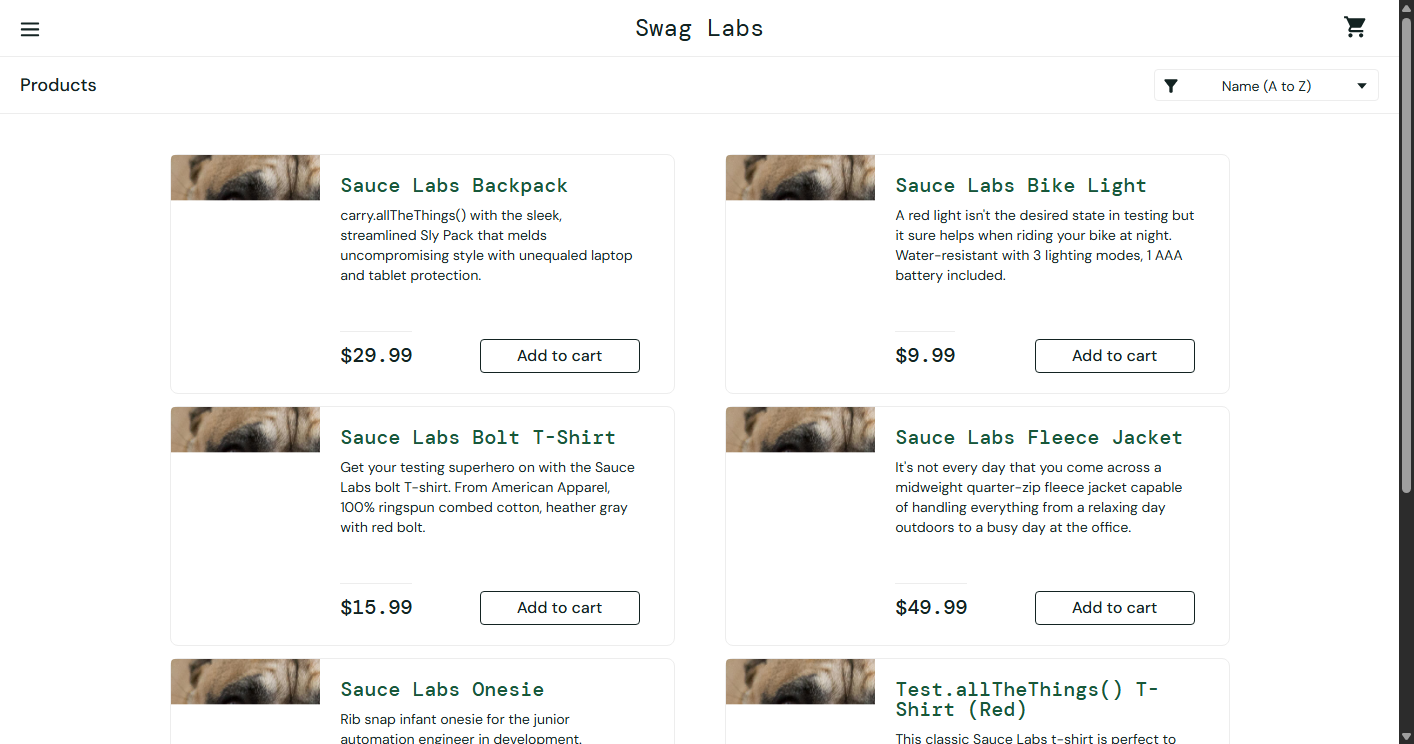 Swag Labs
Products
Name (A to Z)
Sauce Labs Backpack
carry.allTheThings() with the sleek,
streamlined Sly Pack that melds
uncompromising style with unequaled laptop
and tablet protection.
$29.99
Add to cart
Sauce Labs Bike Light
A red light isn't the desired state in testing but
it sure helps when riding your bike at night.
Water-resistant with 3 lighting modes, 1 AAA
battery included.
$9.99
Add to cart
Sauce Labs Bolt T-Shirt
Get your testing superhero on with the Sauce
Labs bolt T-shirt. From American Apparel,
100% ringspun combed cotton, heather gray
with red bolt.
$15.99
Add to cart
Sauce Labs Fleece Jacket
It's not every day that you come across a
midweight quarter-zip fleece jacket capable
of handling everything from a relaxing day
outdoors to a busy day at the office.
$49.99
Add to cart
Sauce Labs Onesie
Rib snap infant onesie for the junior
automation engineer in development.
Test.allTheThings() T-
Shirt (Red)
This classic Sauce Labs t-shirt is perfect to